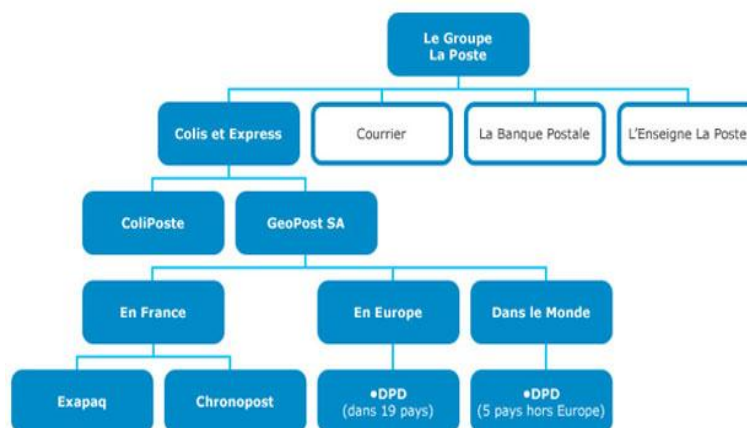 Le Groupe
La Poste
Colis et Express
Courrier
La Banque Postale
L'Enseigne La Poste
ColiPoste
GeoPost SA
En France
En Europe
Dans le Monde
Exapaq
Chronopost
●DPD
(dans 19 pays)
●DPD
(5 pays hors Europe)